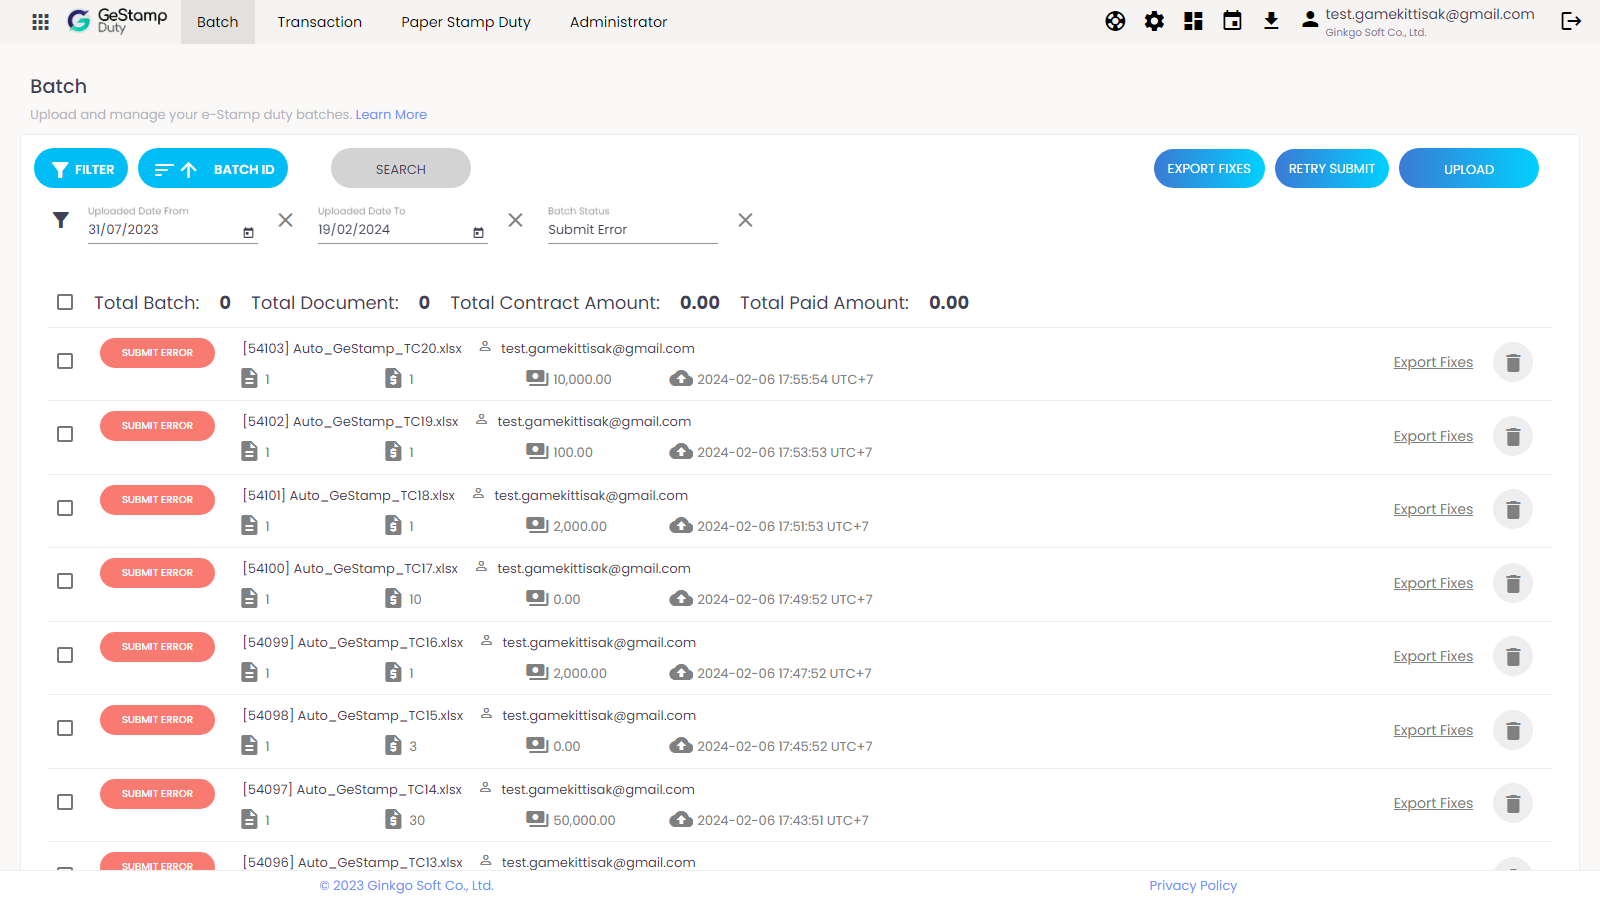 GeStamp
Duty
Batch
Transaction
Paper Stamp Duty
Administrator
test.gamekittisak@gmail.com
Ginkgo Soft Co., Ltd.
Batch
Upload and manage your e-Stamp duty batches. Learn More
FILTER
BATCH ID
SEARCH
EXPORT FIXES
RETRY SUBMIT
UPLOAD
Uploaded Date From
31/07/2023
Uploaded Date To
19/02/2024
Batch Status
Submit Error
Total Batch: 0 Total Document: 0 Total Contract Amount: 0.00 Total Paid Amount: 0.00
SUBMIT ERROR
[54103] Auto_GeStamp_TC20.xlsx test.gamekittisak@gmail.com
1 1 10,000.00 2024-02-06 17:55:54 UTC+7
Export Fixes
SUBMIT ERROR
[54102] Auto_GeStamp_TC19.xlsx test.gamekittisak@gmail.com
1 1 100.00 2024-02-06 17:53:53 UTC+7
Export Fixes
SUBMIT ERROR
[54101] Auto_GeStamp_TC18.xlsx test.gamekittisak@gmail.com
1 1 2,000.00 2024-02-06 17:51:53 UTC+7
Export Fixes
SUBMIT ERROR
[54100] Auto_GeStamp_TC17.xlsx test.gamekittisak@gmail.com
1 10 0.00 2024-02-06 17:49:52 UTC+7
Export Fixes
SUBMIT ERROR
[54099] Auto_GeStamp_TC16.xlsx test.gamekittisak@gmail.com
1 1 2,000.00 2024-02-06 17:47:52 UTC+7
Export Fixes
SUBMIT ERROR
[54098] Auto_GeStamp_TC15.xlsx test.gamekittisak@gmail.com
1 3 0.00 2024-02-06 17:45:52 UTC+7
Export Fixes
SUBMIT ERROR
[54097] Auto_GeStamp_TC14.xlsx test.gamekittisak@gmail.com
1 30 50,000.00 2024-02-06 17:43:51 UTC+7
Export Fixes
SUBMIT ERROR
[54096] Auto_GeStamp_TC13.xlsx test.gamekittisak@gmail.com
© 2023 Ginkgo Soft Co., Ltd.
Privacy Policy